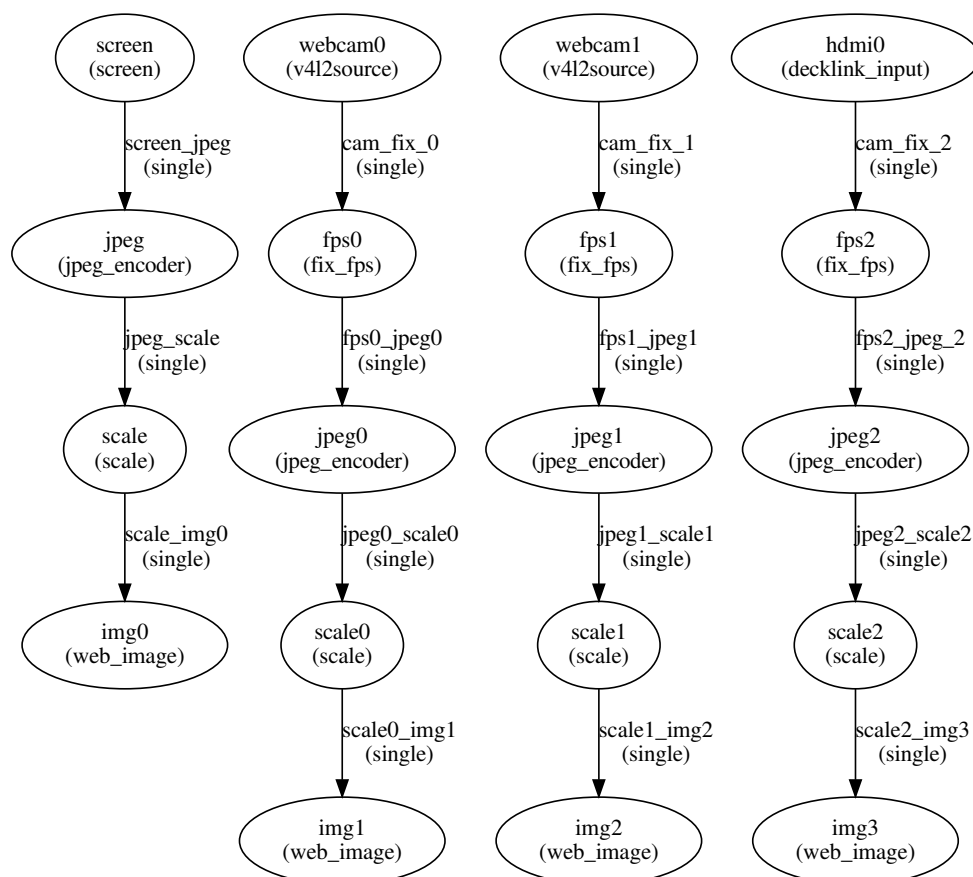 screen
(screen)
webcam0
(v4l2source)
webcam1
(v4l2source)
hdmi0
(decklink_input)
screen_jpeg
(single)
cam_fix_0
(single)
cam_fix_1
(single)
cam_fix_2
(single)
jpeg
(jpeg_encoder)
fps0
(fix_fps)
fps1
(fix_fps)
fps2
(fix_fps)
jpeg_scale
(single)
fps0_jpeg0
(single)
fps1_jpeg1
(single)
fps2_jpeg_2
(single)
scale
(scale)
jpeg0
(jpeg_encoder)
jpeg1
(jpeg_encoder)
jpeg2
(jpeg_encoder)
scale_img0
(single)
jpeg0_scale0
(single)
jpeg1_scale1
(single)
jpeg2_scale2
(single)
img0
(web_image)
scale0
(scale)
scale1
(scale)
scale2
(scale)
scale0_img1
(single)
scale1_img2
(single)
scale2_img3
(single)
img1
(web_image)
img2
(web_image)
img3
(web_image)